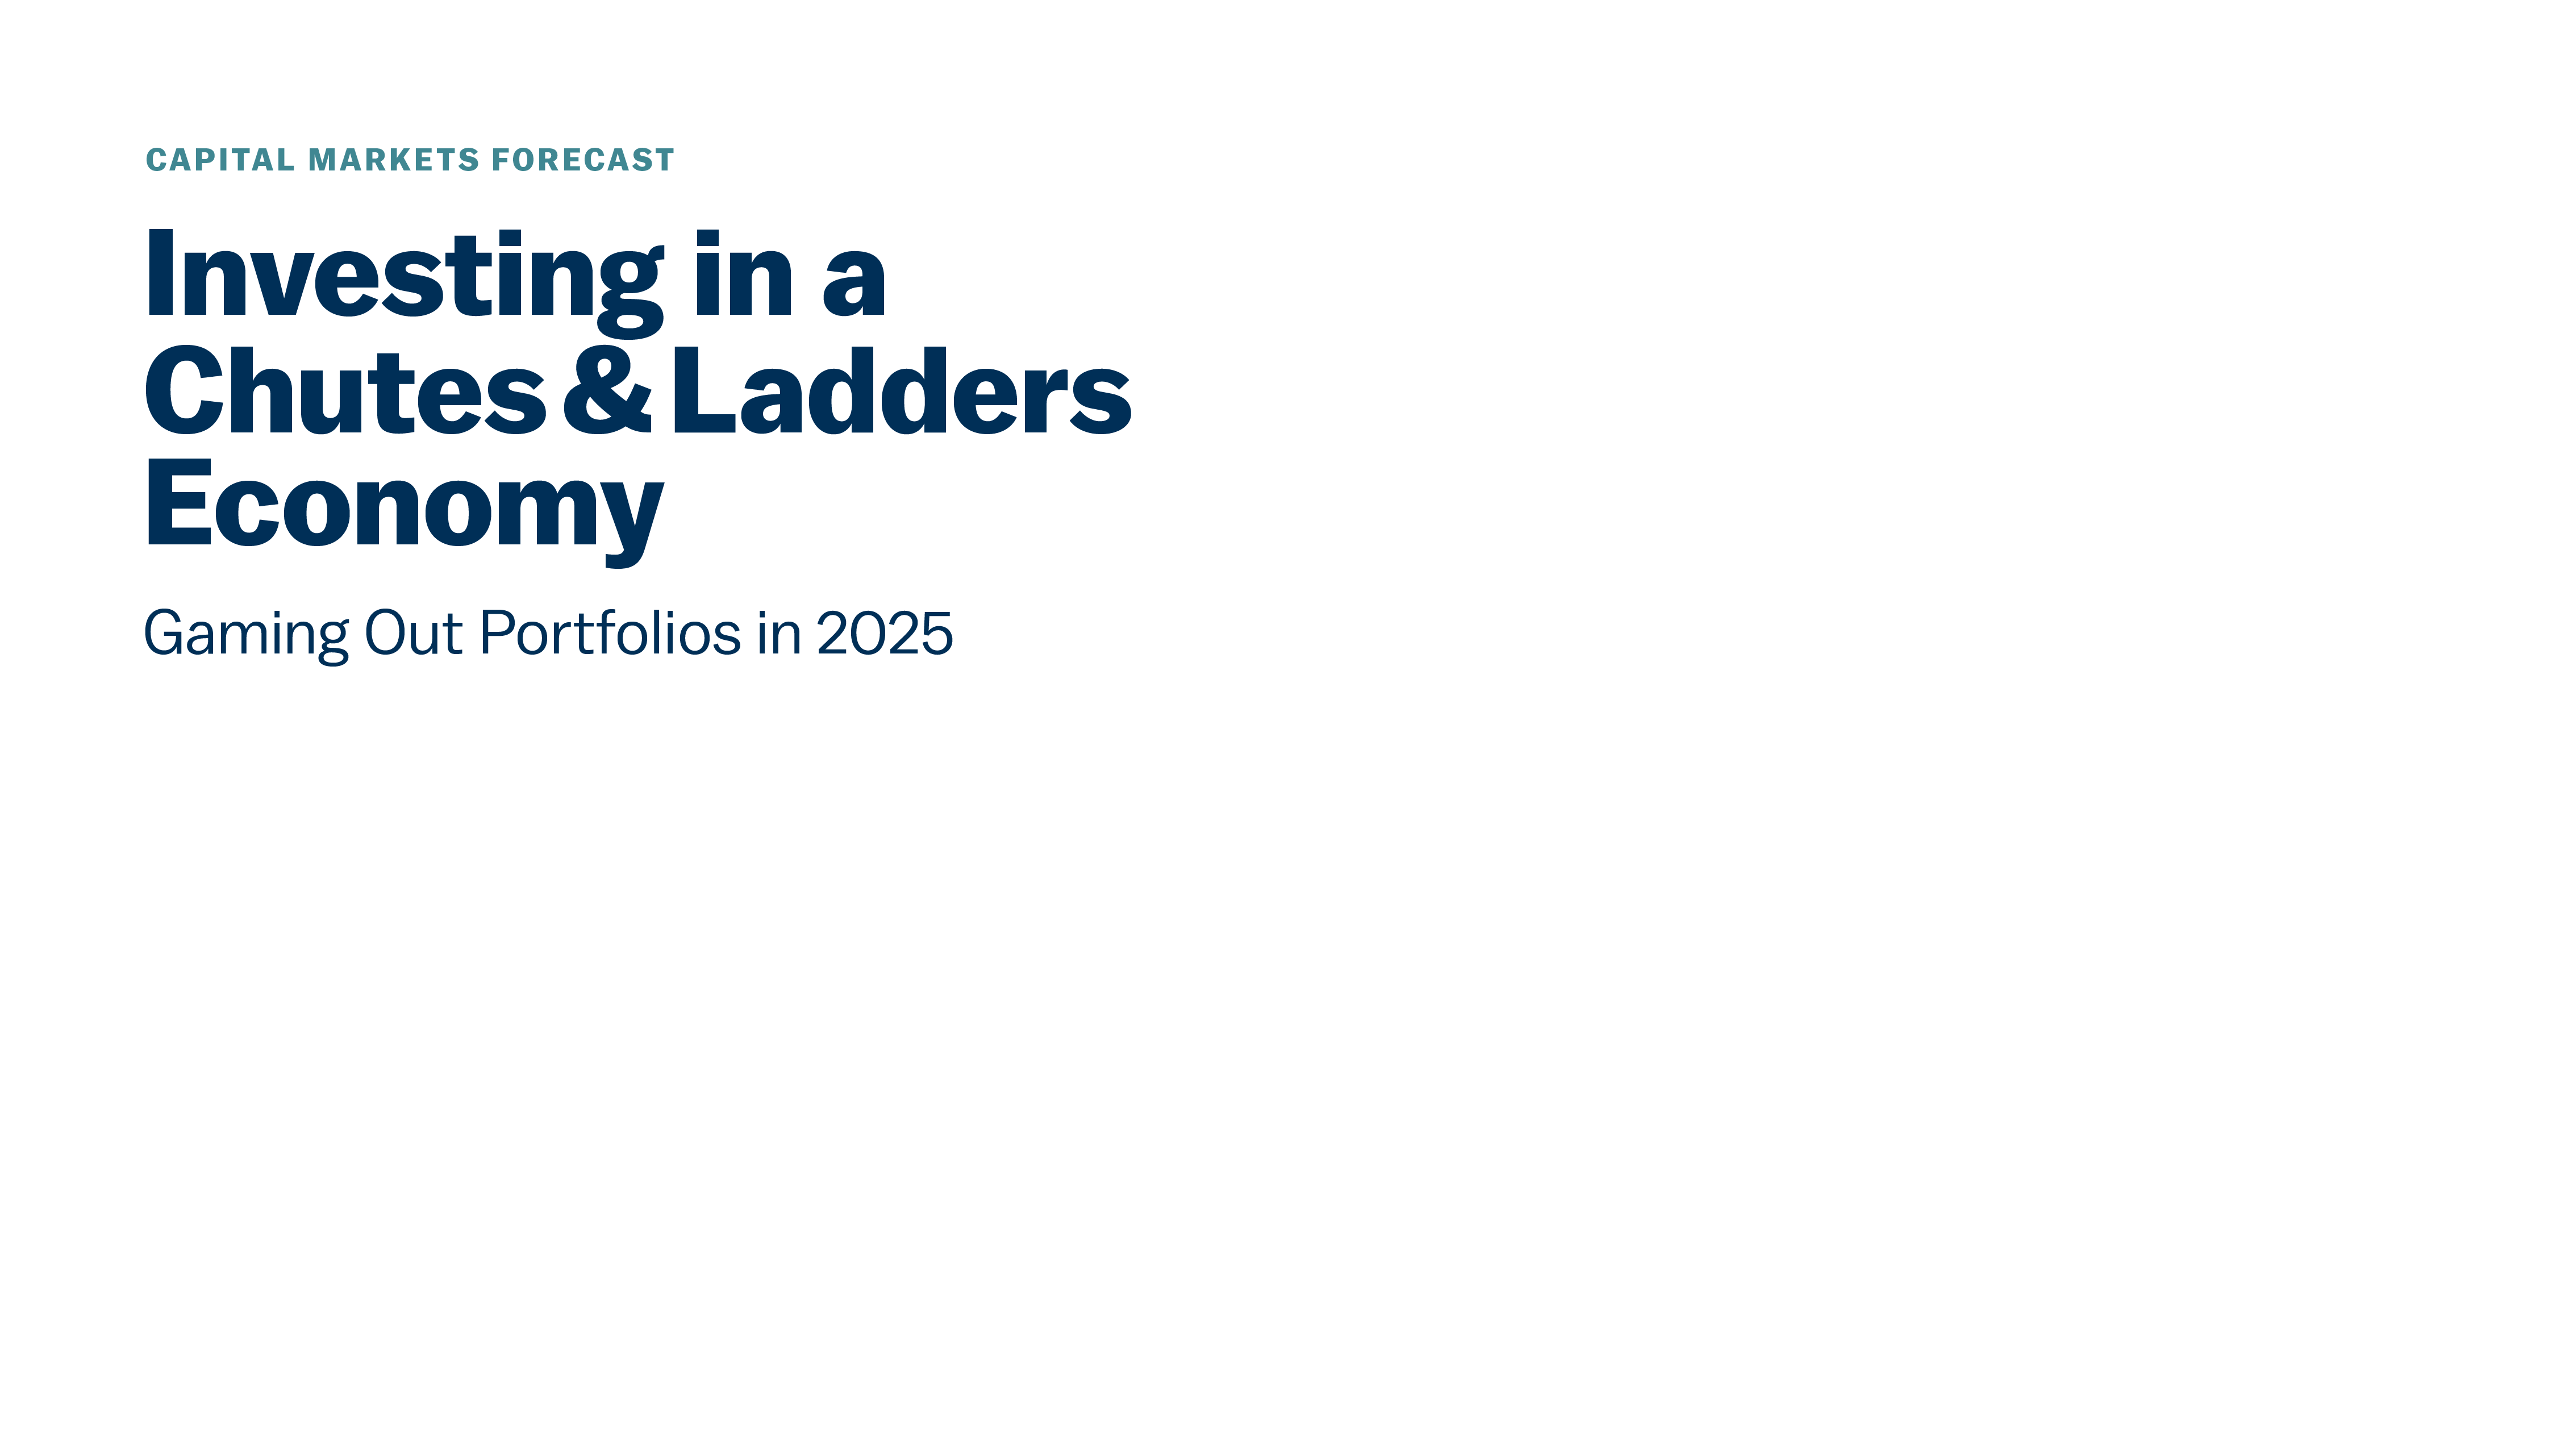 CAPITAL MARKETS FORECAST
Investing in a
Chutes & Ladders
Economy
Gaming Out Portfolios in 2025